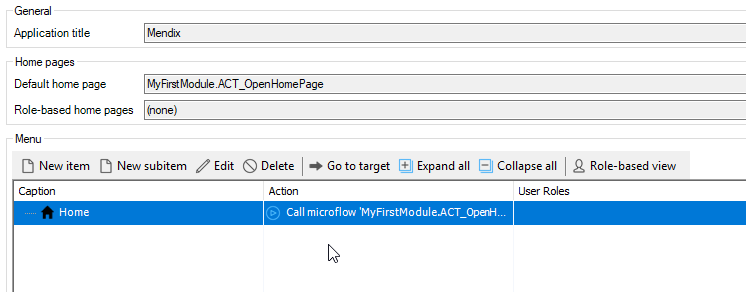 General
Application title Mendix
Home pages
Default home page MyFirstModule.ACT_OpenHomePage
Role-based home pages (none)
Menu
New item New subitem Edit Delete Go to target Expand all Collapse all Role-based view
Caption Action User Roles
Home Call microflow 'MyFirstModule.ACT_OpenH...